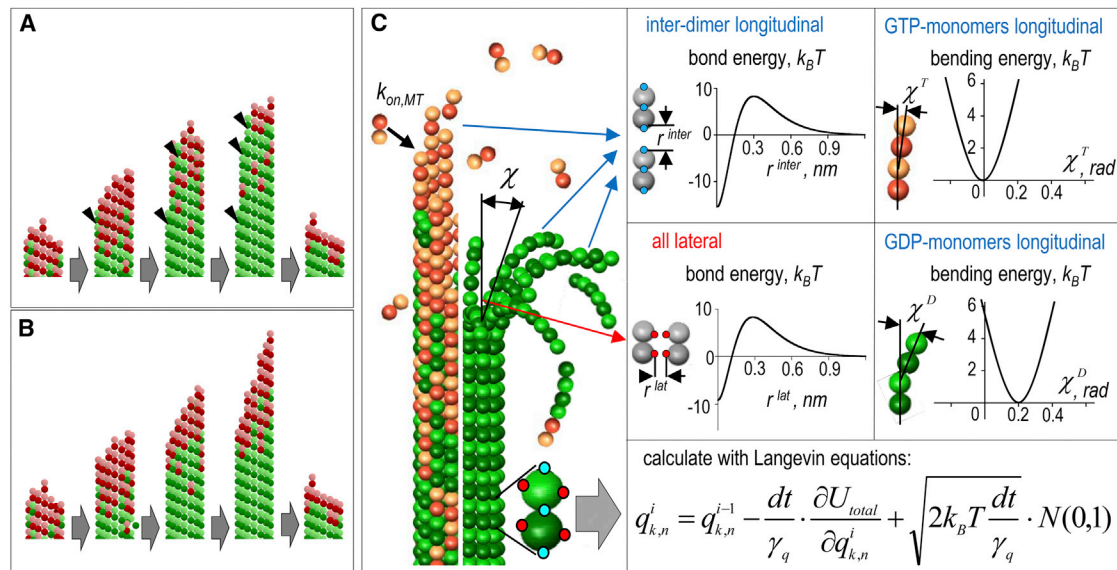 A
B
C
k_on,MT
χ
inter-dimer longitudinal
bond energy, k_BT
10
0
-10
0.3 0.6 0.9
r^inter
r^inter , nm
GTP-monomers longitudinal
bending energy, k_BT
χ^T
6
4
2
0 0.2 0.4
χ^T, rad
all lateral
bond energy, k_BT
10
0
-10
0.3 0.6 0.9
r^lat
r^lat , nm
GDP-monomers longitudinal
bending energy, k_BT
χ^D
6
4
2
0 0.2 0.4
χ^D, rad
calculate with Langevin equations:
q^i_{k,n} = q^{i-1}_{k,n} - dt/γ_q · ∂U_total/∂q^i_{k,n} + √(2k_BT dt/γ_q) · N(0,1)